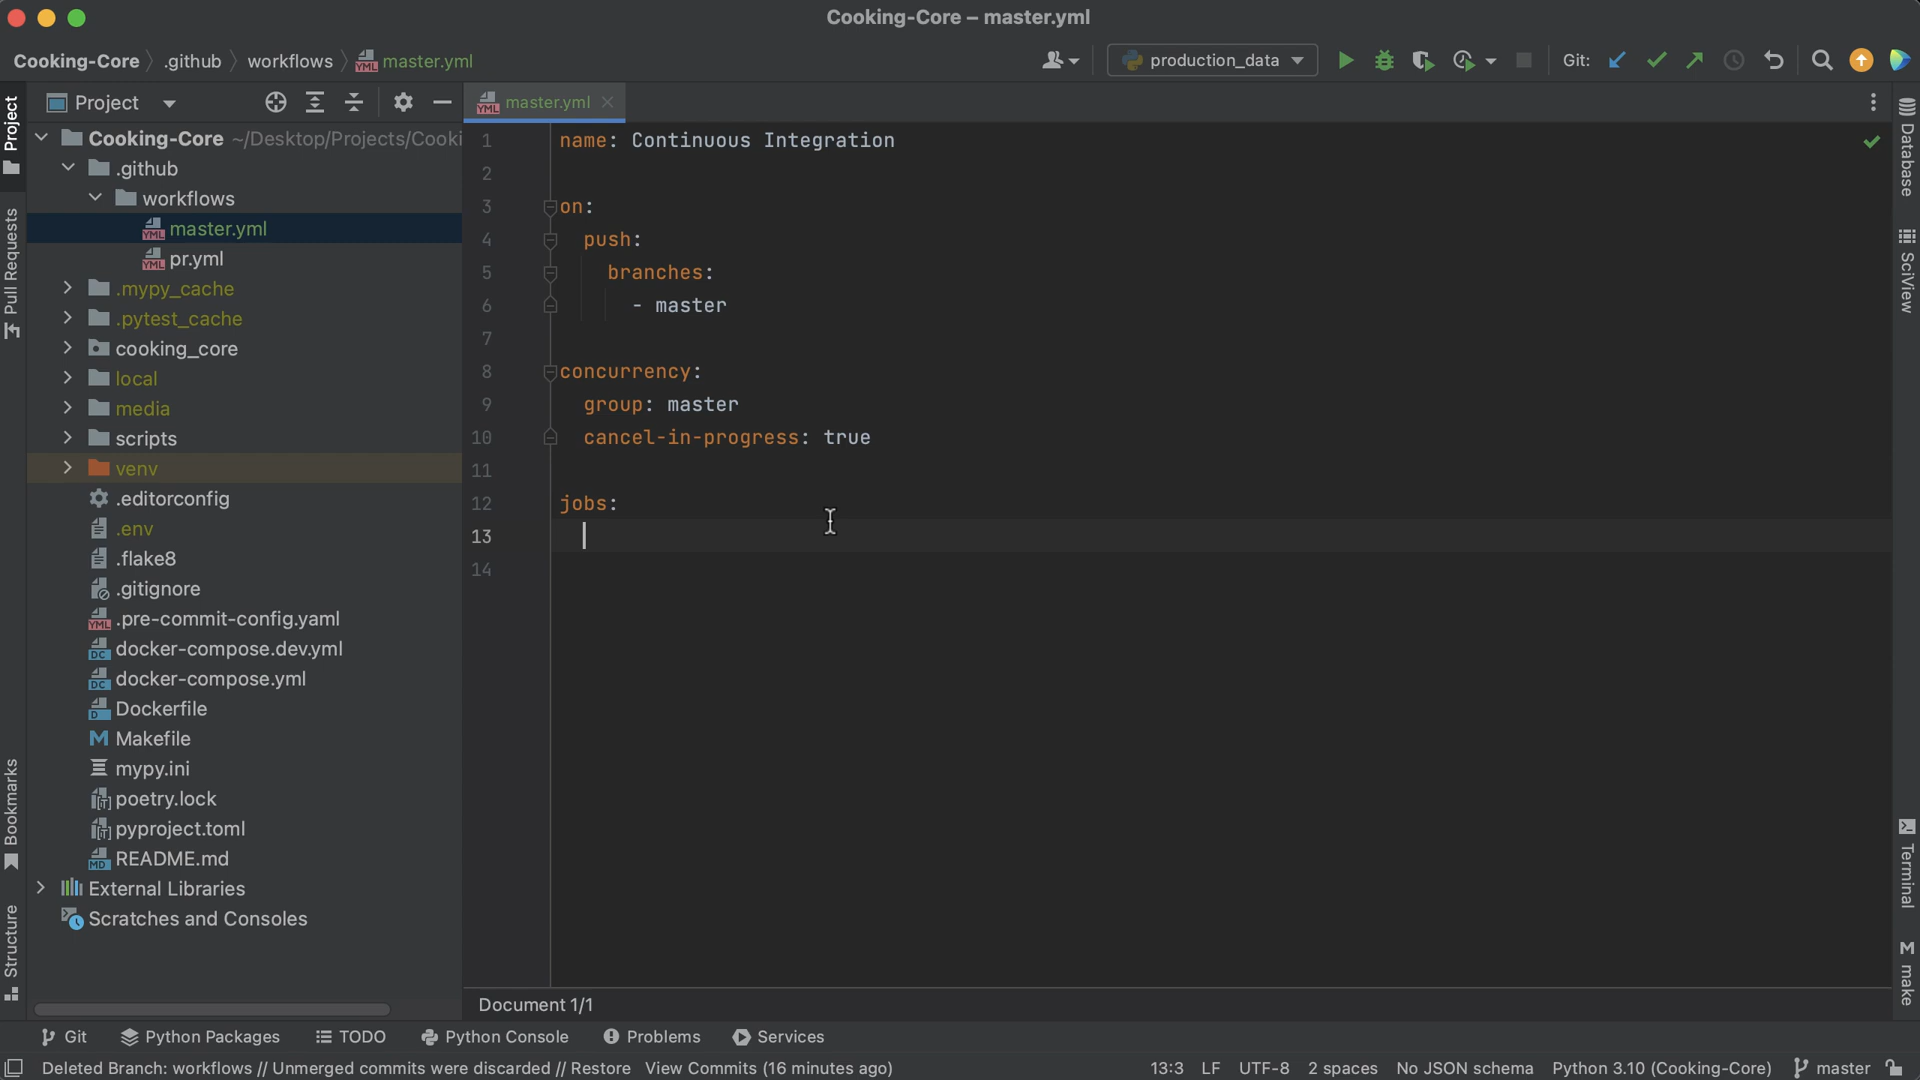 Cooking-Core – master.yml
Cooking-Core
.github
workflows
master.yml
production_data
Git:
Project
master.yml
Project
Pull Requests
Bookmarks
Structure
Cooking-Core ~/Desktop/Projects/Cooki
.github
workflows
master.yml
pr.yml
.mypy_cache
.pytest_cache
cooking_core
local
media
scripts
venv
.editorconfig
.env
.flake8
.gitignore
.pre-commit-config.yaml
docker-compose.dev.yml
docker-compose.yml
Dockerfile
Makefile
mypy.ini
poetry.lock
pyproject.toml
README.md
External Libraries
Scratches and Consoles
1 name: Continuous Integration
2
3 on:
4 push:
5 branches:
6 - master
7
8 concurrency:
9 group: master
10 cancel-in-progress: true
11
12 jobs:
13
14
Database
SciView
Terminal
make
Document 1/1
Git
Python Packages
TODO
Python Console
Problems
Services
Deleted Branch: workflows // Unmerged commits were discarded // Restore View Commits (16 minutes ago)
13:3 LF UTF-8 2 spaces No JSON schema Python 3.10 (Cooking-Core) master